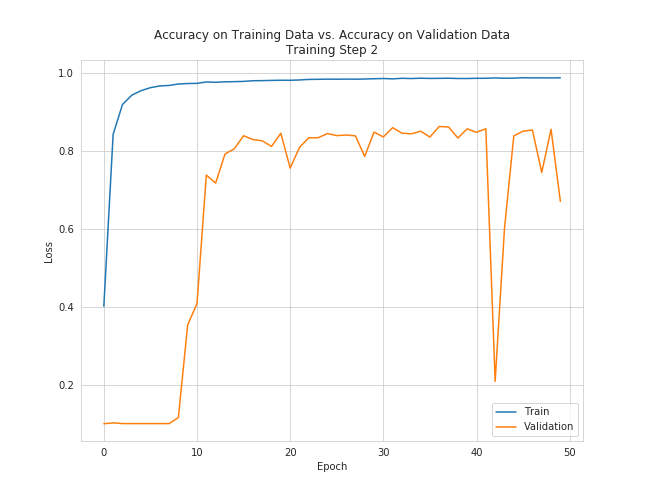 Accuracy on Training Data vs. Accuracy on Validation Data
Training Step 2
1.0
0.8
0.6
0.4
0.2
Loss
0 10 20 30 40 50
Epoch
Train
Validation